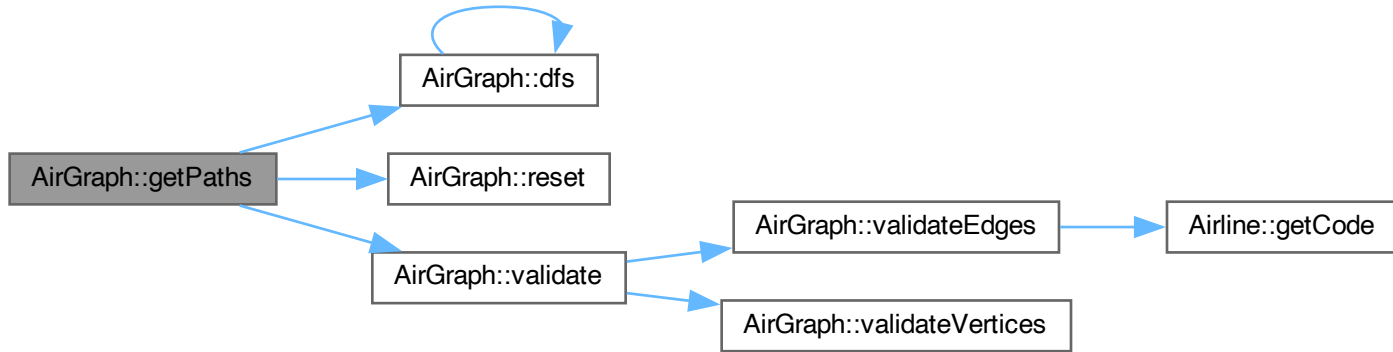 AirGraph::dfs
AirGraph::getPaths
AirGraph::reset
AirGraph::validateEdges
Airline::getCode
AirGraph::validate
AirGraph::validateVertices